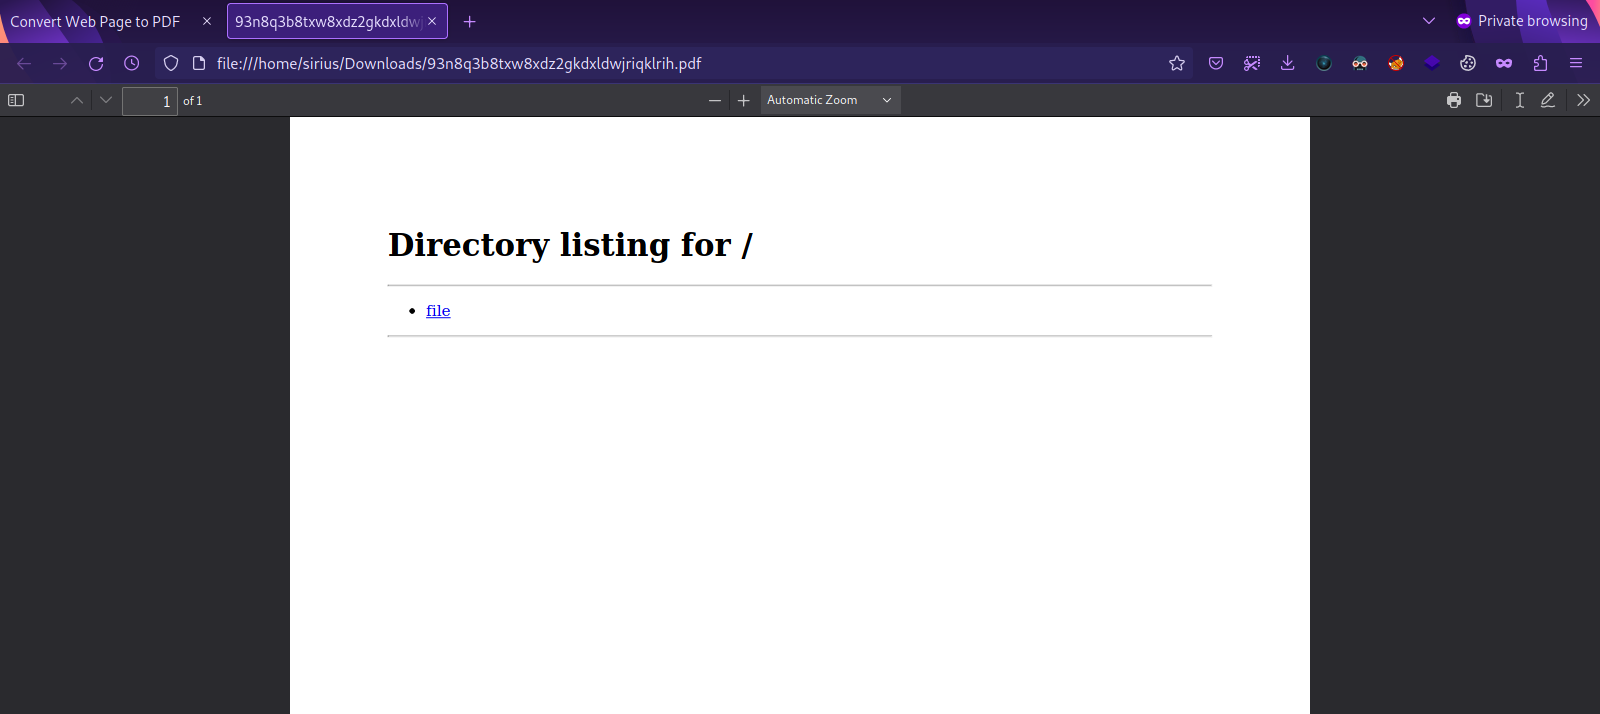 Convert Web Page to PDF
93n8q3b8txw8xdz2gkdxldwj
Private browsing
file:///home/sirius/Downloads/93n8q3b8txw8xdz2gkdxldwjriqklrih.pdf
1 of 1
Automatic Zoom
Directory listing for /
file